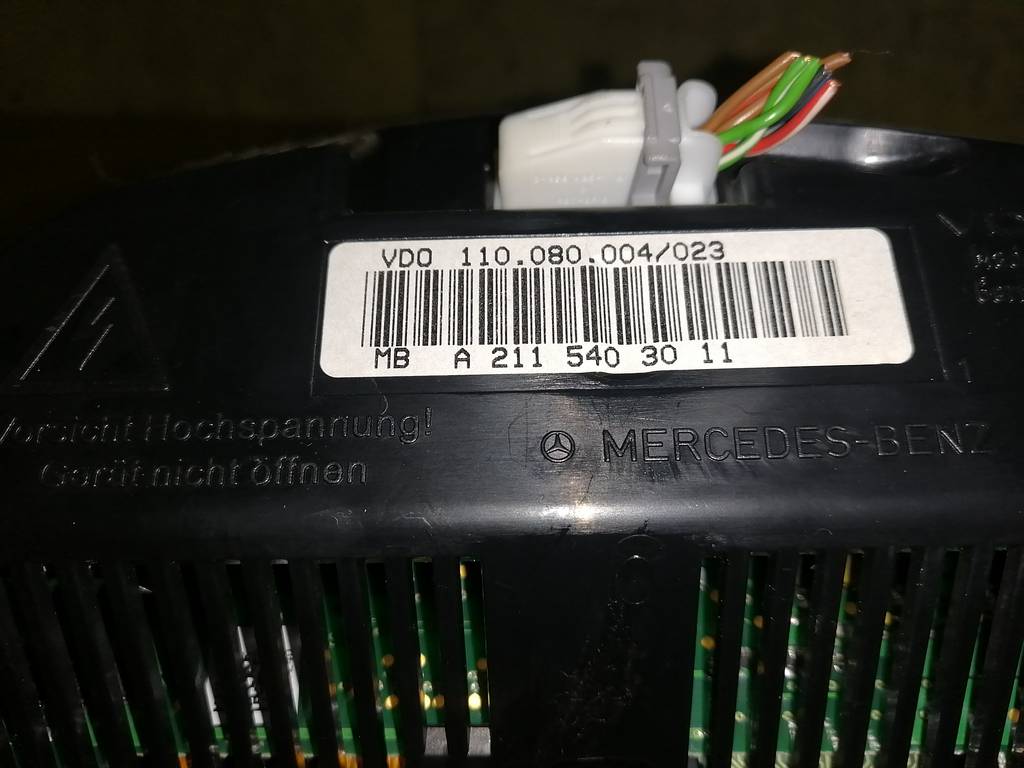 VDO 110.080.004/023
MB A 211 540 30 11
Vorsicht Hochspannung!
Gerät nicht öffnen
MERCEDES-BENZ